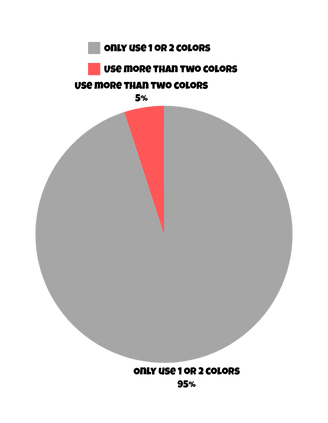 only use 1 or 2 colors
use more than two colors
use more than two colors
5%
only use 1 or 2 colors
95%